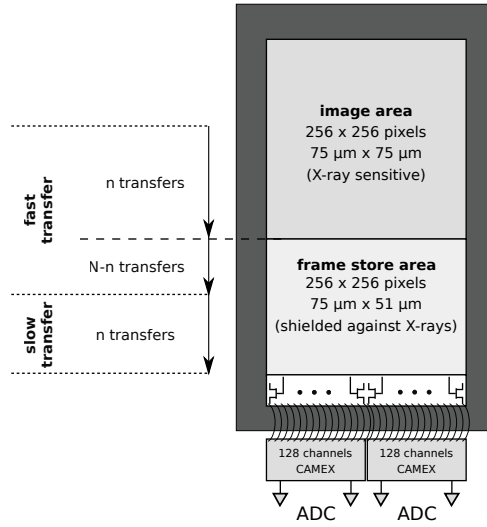 image area
256 x 256 pixels
75 µm x 75 µm
(X-ray sensitive)
fast
transfer
n transfers
N-n transfers
frame store area
256 x 256 pixels
75 µm x 51 µm
(shielded against X-rays)
slow
transfer
n transfers
128 channels
CAMEX
128 channels
CAMEX
ADC
ADC